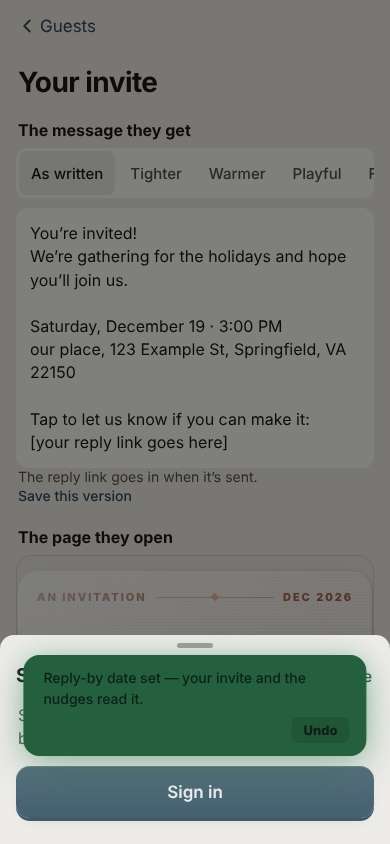 Guests
Your invite
The message they get
As written Tighter Warmer Playful
You’re invited!
We’re gathering for the holidays and hope
you’ll join us.
Saturday, December 19 · 3:00 PM
our place, 123 Example St, Springfield, VA
22150
Tap to let us know if you can make it:
[your reply link goes here]
The reply link goes in when it’s sent.
Save this version
The page they open
AN INVITATION DEC 2026
Reply-by date set — your invite and the
nudges read it.
Undo
Sign in